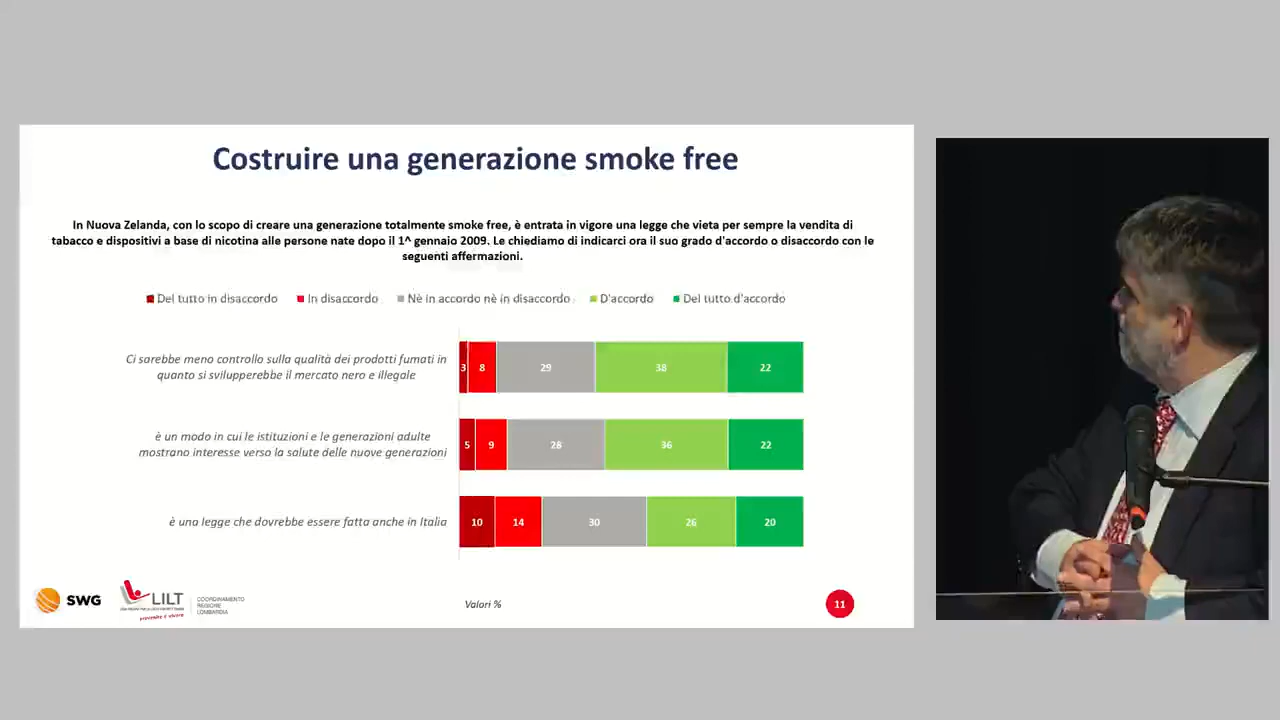 Costruire una generazione smoke free
In Nuova Zelanda, con lo scopo di creare una generazione totalmente smoke free, è entrata in vigore una legge che vieta per sempre la vendita di
tabacco e dispositivi a base di nicotina alle persone nate dopo il 1^ gennaio 2009. Le chiediamo di indicarci ora il suo grado d'accordo o disaccordo con le
seguenti affermazioni.
Del tutto in disaccordo In disaccordo Nè in accordo nè in disaccordo D'accordo Del tutto d'accordo
Ci sarebbe meno controllo sulla qualità dei prodotti fumati in
quanto si svilupperebbe il mercato nero e illegale
3 8 29 38 22
è un modo in cui le istituzioni e le generazioni adulte
mostrano interesse verso la salute delle nuove generazioni
5 9 28 36 22
è una legge che dovrebbe essere fatta anche in Italia
10 14 30 26 20
SWG
LILT
prevenire è vivere
COORDINAMENTO
REGIONE
LOMBARDIA
Valori %
11